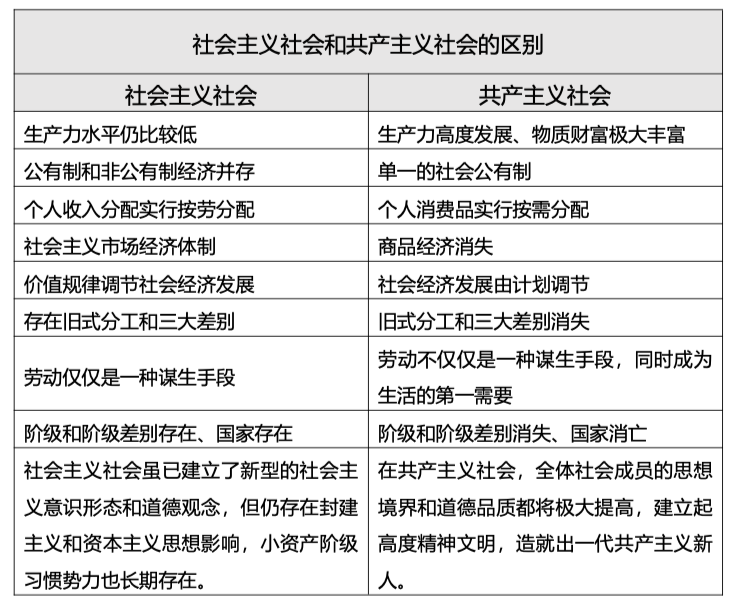 社会主义社会和共产主义社会的区别
社会主义社会
共产主义社会
生产力水平仍比较低
生产力高度发展、物质财富极大丰富
公有制和非公有制经济并存
单一的社会公有制
个人收入分配实行按劳分配
个人消费品实行按需分配
社会主义市场经济体制
商品经济消失
价值规律调节社会经济发展
社会经济发展由计划调节
存在旧式分工和三大差别
旧式分工和三大差别消失
劳动仅仅是一种谋生手段
劳动不仅仅是一种谋生手段，同时成为
生活的第一需要
阶级和阶级差别存在、国家存在
阶级和阶级差别消失、国家消亡
社会主义社会虽已建立了新型的社会主
义意识形态和道德观念，但仍存在封建
主义和资本主义思想影响，小资产阶级
习惯势力也长期存在。
在共产主义社会，全体社会成员的思想
境界和道德品质都将极大提高，建立起
高度精神文明，造就出一代共产主义新
人。